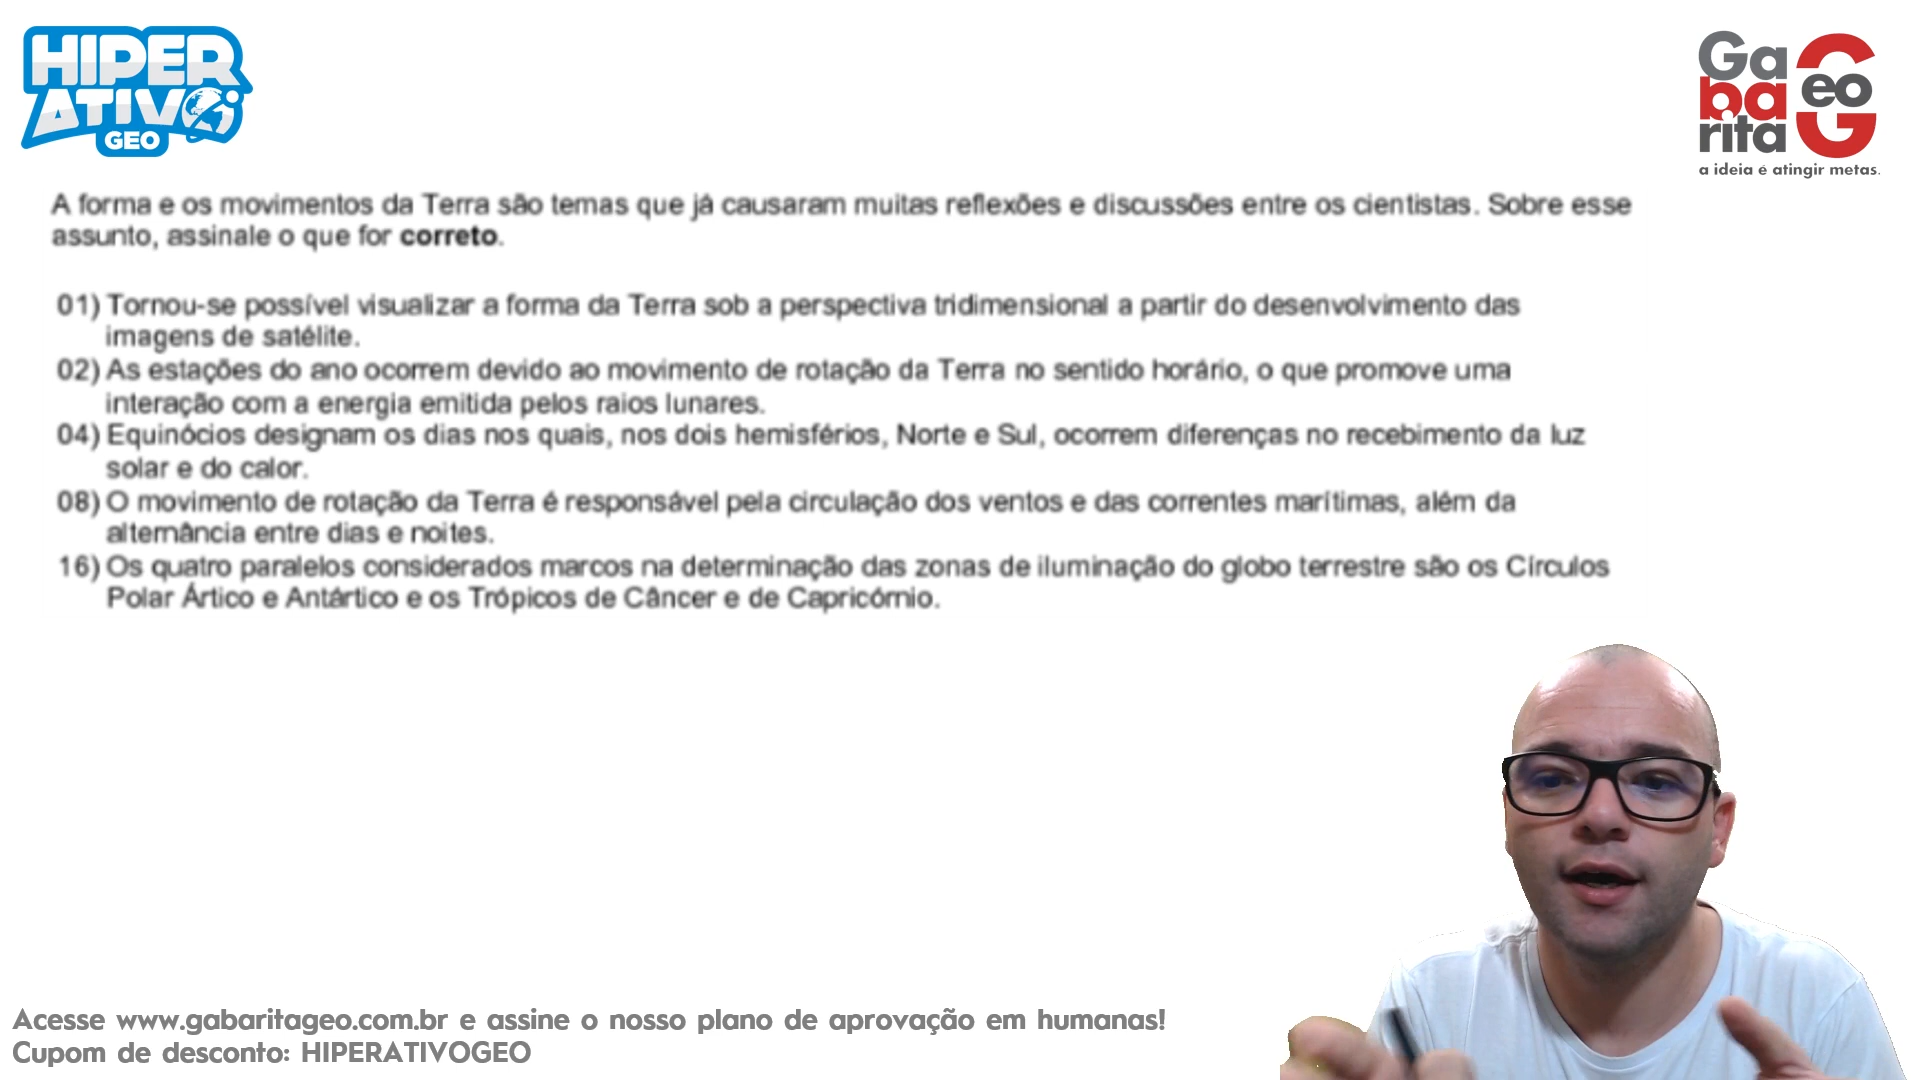 HIPER
ATIVO
GEO
Ga
ba
rita
Geo
a ideia é atingir metas.
A forma e os movimentos da Terra são temas que já causaram muitas reflexões e discussões entre os cientistas. Sobre esse
assunto, assinale o que for correto.
01) Tornou-se possível visualizar a forma da Terra sob a perspectiva tridimensional a partir do desenvolvimento das
imagens de satélite.
02) As estações do ano ocorrem devido ao movimento de rotação da Terra no sentido horário, o que promove uma
interação com a energia emitida pelos raios lunares.
04) Equinócios designam os dias nos quais, nos dois hemisférios, Norte e Sul, ocorrem diferenças no recebimento da luz
solar e do calor.
08) O movimento de rotação da Terra é responsável pela circulação dos ventos e das correntes marítimas, além da
alternância entre dias e noites.
16) Os quatro paralelos considerados marcos na determinação das zonas de iluminação do globo terrestre são os Círculos
Polar Ártico e Antártico e os Trópicos de Câncer e de Capricórnio.
Acesse www.gabaritageo.com.br e assine o nosso plano de aprovação em humanas!
Cupom de desconto: HIPERATIVOGEO